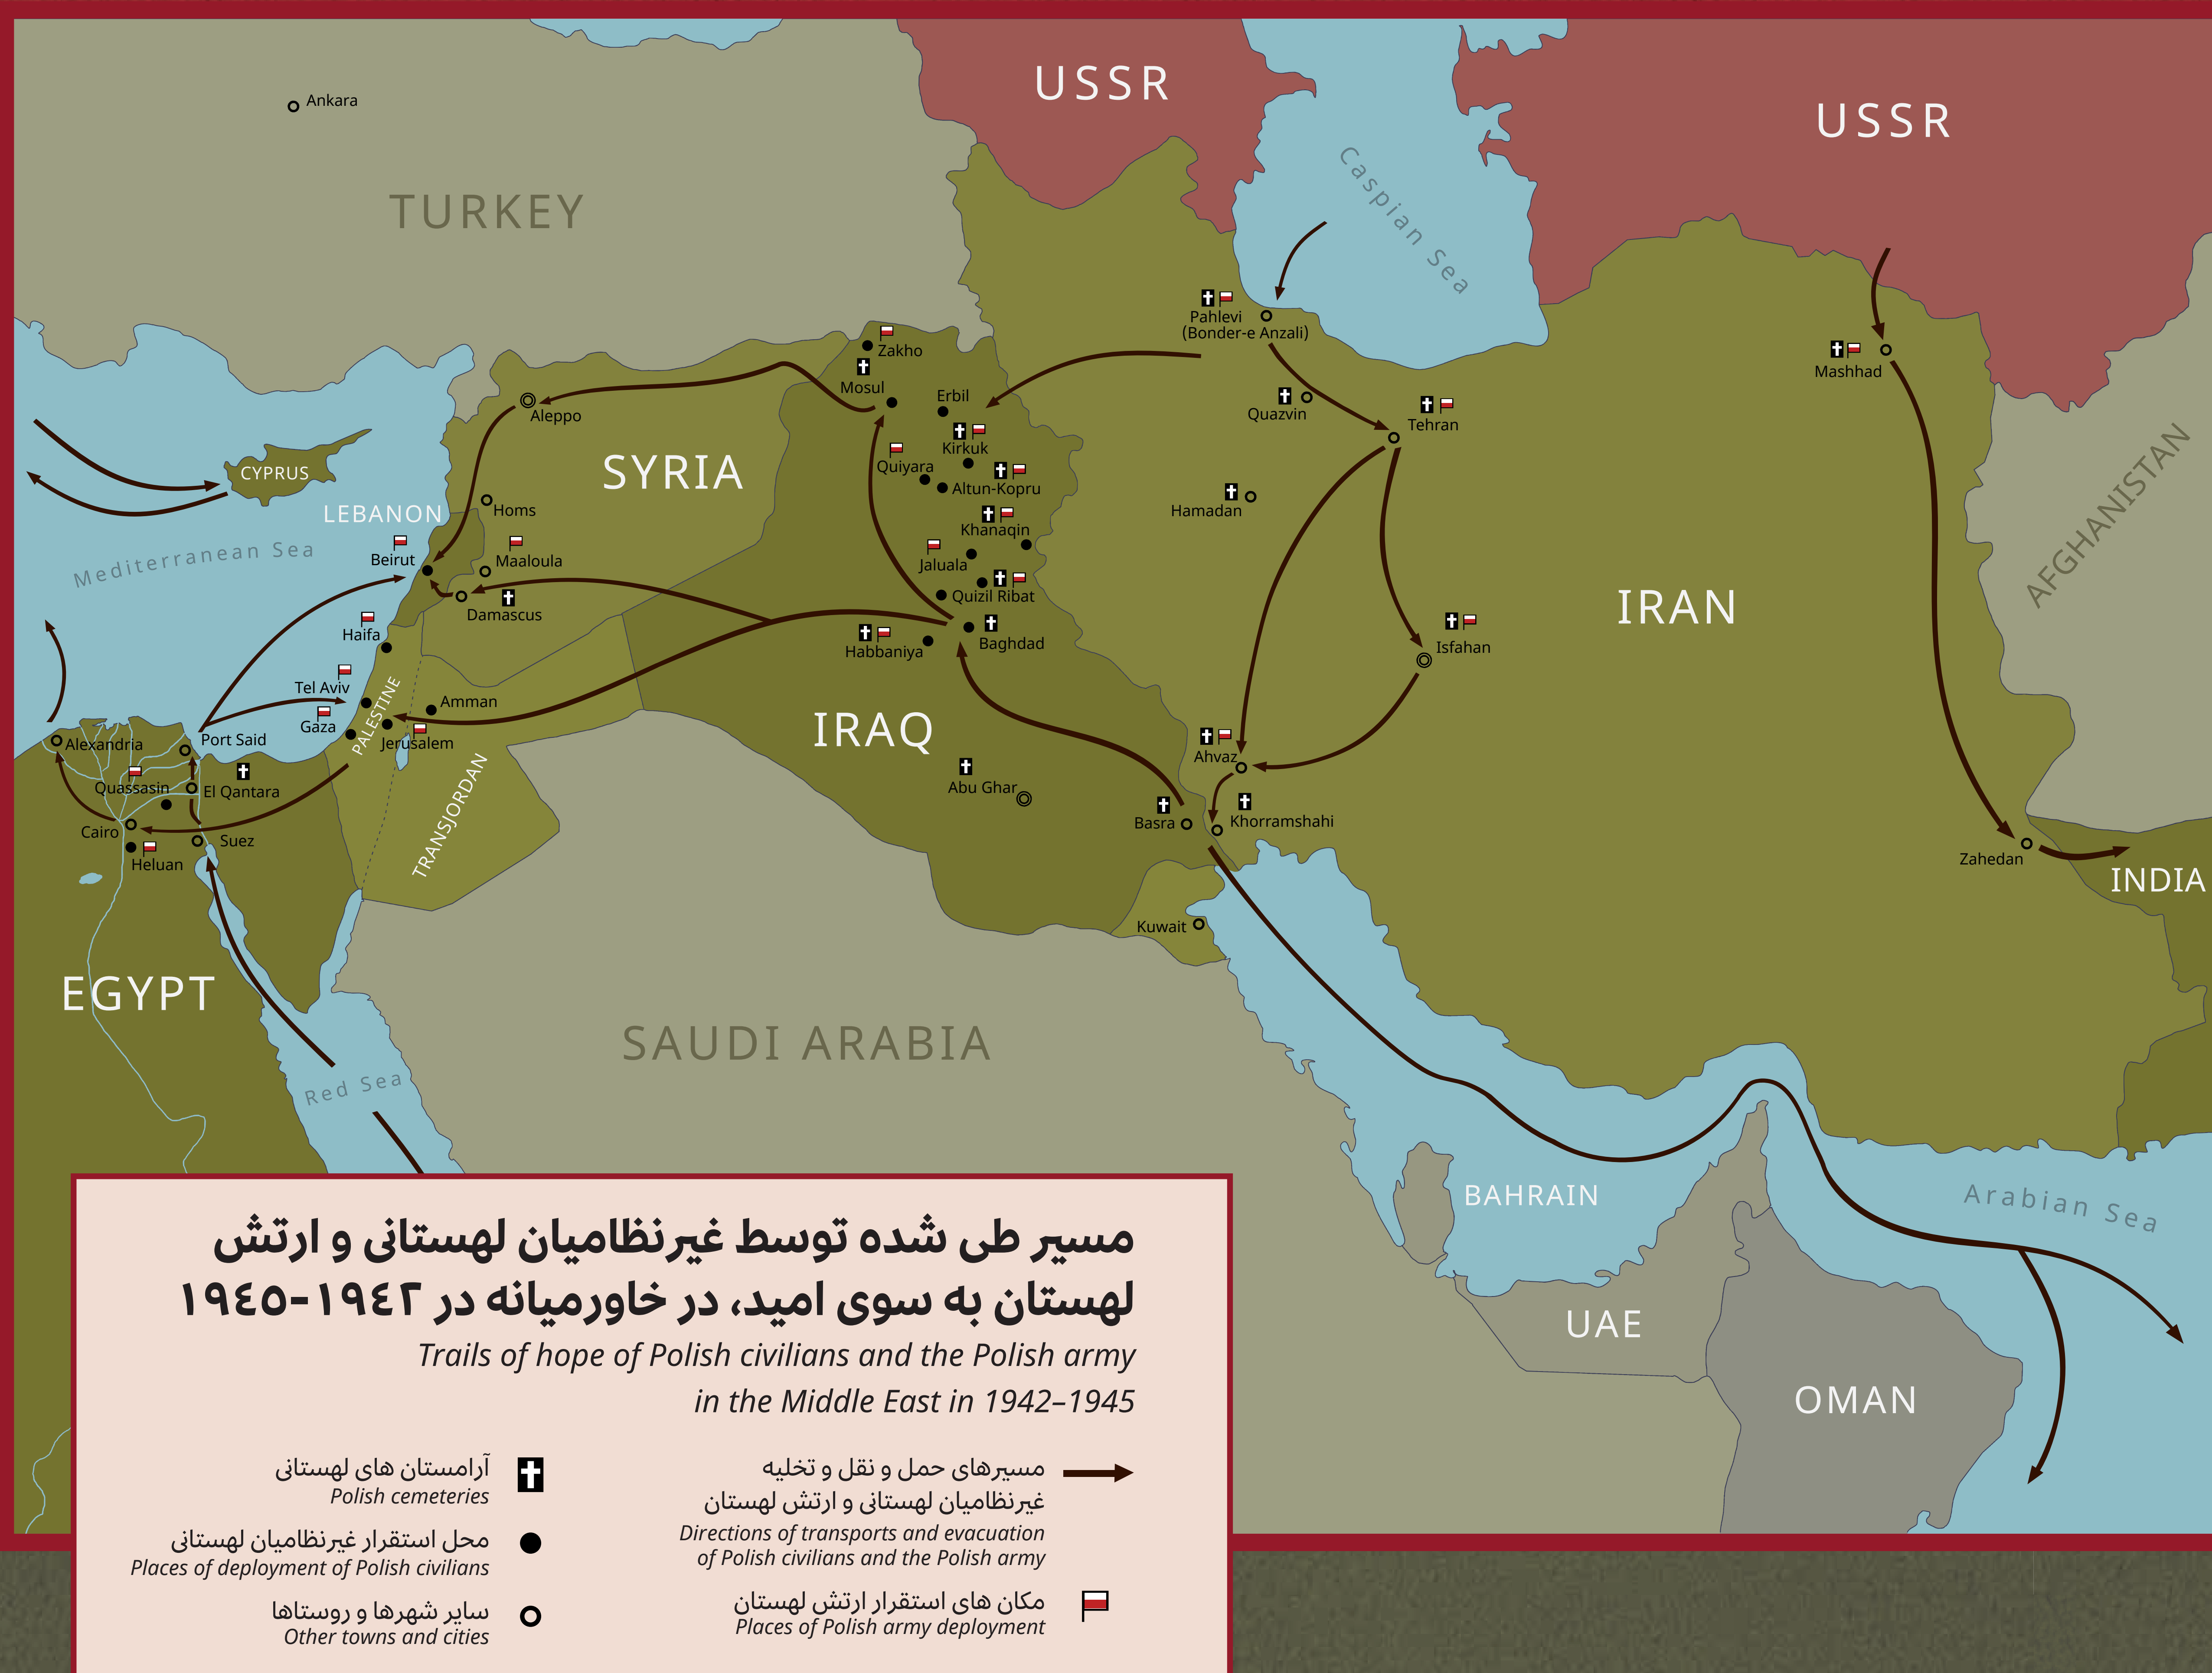 USSR
USSR
Ankara
TURKEY
Caspian Sea
Pahlevi
(Bonder-e Anzali)
Zakho
Mosul
Mashhad
Erbil
Quazvin
Tehran
Aleppo
Kirkuk
Quiyara
CYPRUS
SYRIA
Altun-Kopru
AFGHANISTAN
Hamadan
Homs
LEBANON
Khanaqin
Mediterranean Sea
Beirut
Maaloula
Jaluala
Quizil Ribat
IRAN
Damascus
Haifa
Habbaniya
Baghdad
Isfahan
Tel Aviv
Amman
PALESTINE
Gaza
Jerusalem
IRAQ
Alexandria
Port Said
Ahvaz
Quassasin
El Qantara
Abu Ghar
TRANSJORDAN
Cairo
Suez
Basra
Khorramshahi
Heluan
Zahedan
INDIA
Kuwait
EGYPT
SAUDI ARABIA
Red Sea
BAHRAIN
Arabian Sea
UAE
OMAN
مسیر طی شده توسط غیرنظامیان لهستانی و ارتش
لهستان به سوی امید، در خاورمیانه در ١٩٤٢-١٩٤٥
Trails of hope of Polish civilians and the Polish army
in the Middle East in 1942–1945
مسیرهای حمل و نقل و تخلیه
غیرنظامیان لهستانی و ارتش لهستان
Directions of transports and evacuation
of Polish civilians and the Polish army
مکان های استقرار ارتش لهستان
Places of Polish army deployment
آرامستان های لهستانی
Polish cemeteries
محل استقرار غیرنظامیان لهستانی
Places of deployment of Polish civilians
سایر شهرها و روستاها
Other towns and cities